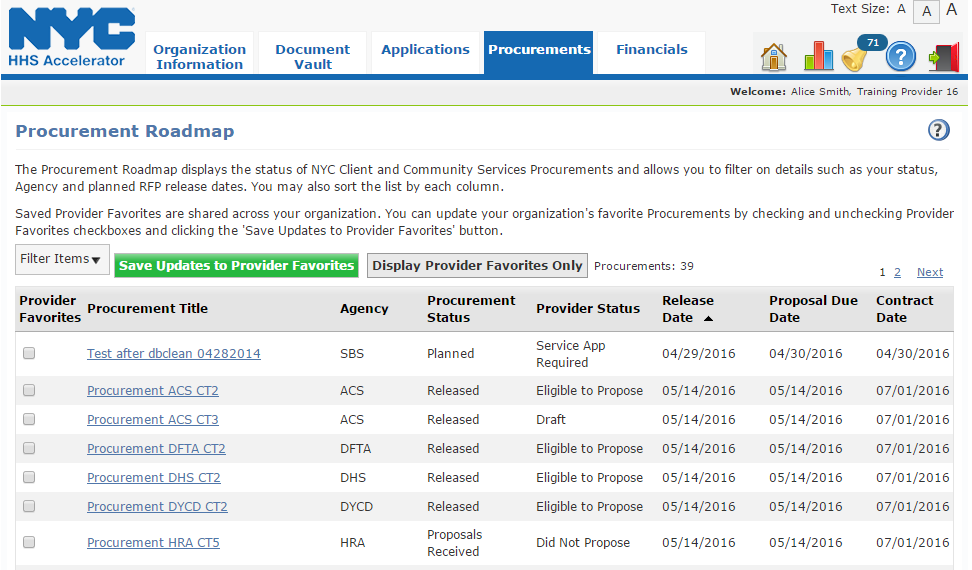 Text Size: A A A
NYC
HHS Accelerator
Organization
Information
Document
Vault
Applications
Procurements
Financials
71
?
Welcome: Alice Smith, Training Provider 16
Procurement Roadmap
?
The Procurement Roadmap displays the status of NYC Client and Community Services Procurements and allows you to filter on details such as your status,
Agency and planned RFP release dates. You may also sort the list by each column.
Saved Provider Favorites are shared across your organization. You can update your organization's favorite Procurements by checking and unchecking Provider
Favorites checkboxes and clicking the 'Save Updates to Provider Favorites' button.
Filter Items▼ Save Updates to Provider Favorites Display Provider Favorites Only Procurements: 39
1 2 Next
Provider Favorites Procurement Title Agency Procurement Status Provider Status Release Date ▲ Proposal Due Date Contract Date
Test after dbclean 04282014 SBS Planned Service App Required 04/29/2016 04/30/2016 04/30/2016
Procurement ACS CT2 ACS Released Eligible to Propose 05/14/2016 05/14/2016 07/01/2016
Procurement ACS CT3 ACS Released Draft 05/14/2016 05/14/2016 07/01/2016
Procurement DFTA CT2 DFTA Released Eligible to Propose 05/14/2016 05/14/2016 07/01/2016
Procurement DHS CT2 DHS Released Eligible to Propose 05/14/2016 05/14/2016 07/01/2016
Procurement DYCD CT2 DYCD Released Eligible to Propose 05/14/2016 05/14/2016 07/01/2016
Procurement HRA CT5 HRA Proposals Received Did Not Propose 05/14/2016 05/14/2016 07/01/2016